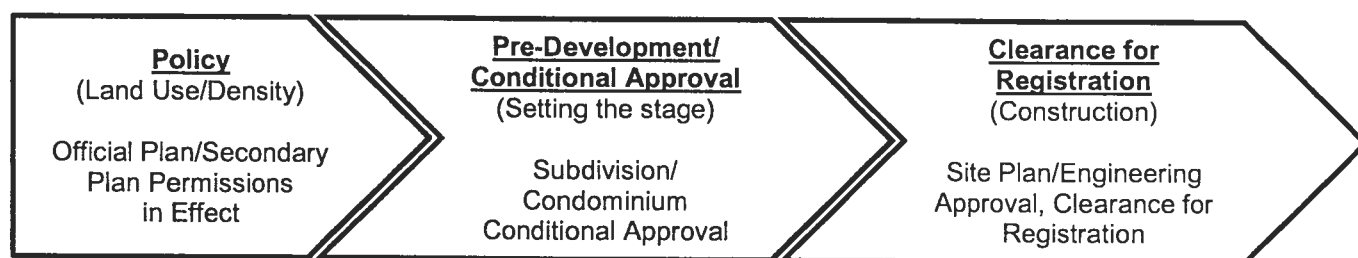 Policy
(Land Use/Density)
Official Plan/Secondary
Plan Permissions
in Effect
Pre-Development/
Conditional Approval
(Setting the stage)
Subdivision/
Condominium
Conditional Approval
Clearance for
Registration
(Construction)
Site Plan/Engineering
Approval, Clearance for
Registration